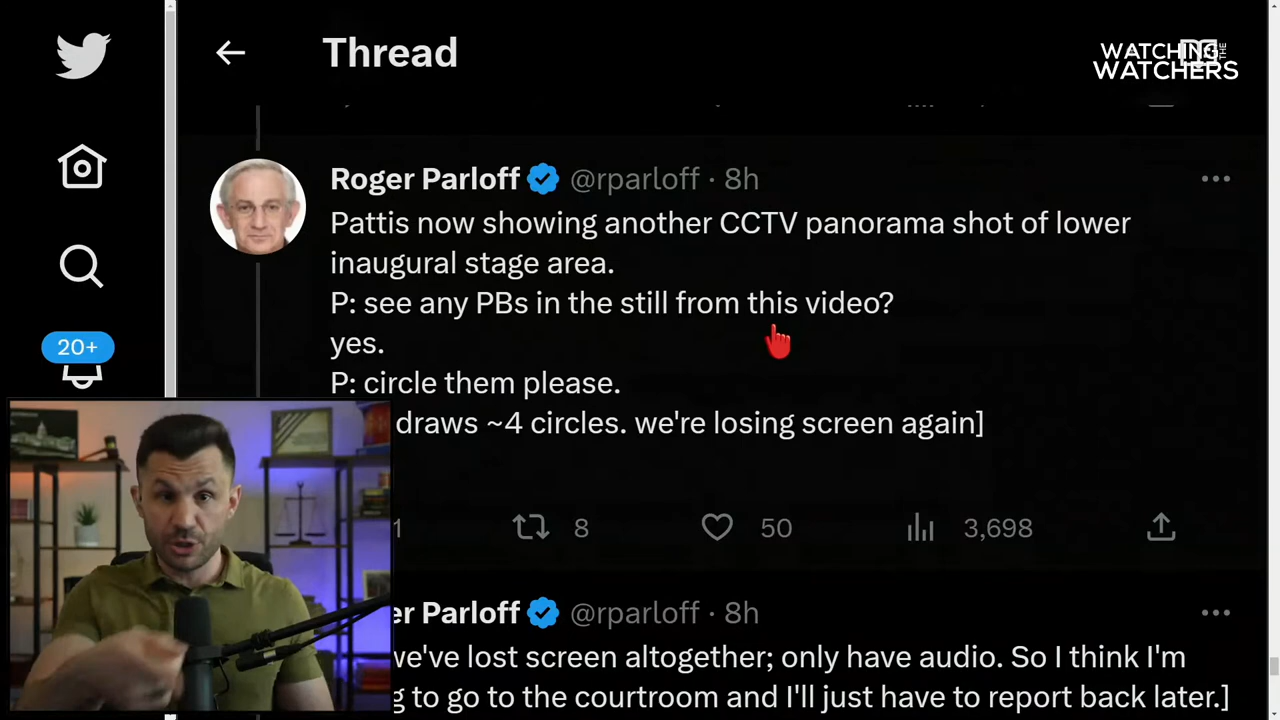 Thread
WATCHING THE
WATCHERS
Roger Parloff @rparloff · 8h
Pattis now showing another CCTV panorama shot of lower
inaugural stage area.
P: see any PBs in the still from this video?
yes.
20+
P: circle them please.
draws ~4 circles. we're losing screen again]
1 8 50 3,698
er Parloff @rparloff · 8h
we've lost screen altogether; only have audio. So I think I'm
g to go to the courtroom and I'll just have to report back later.]